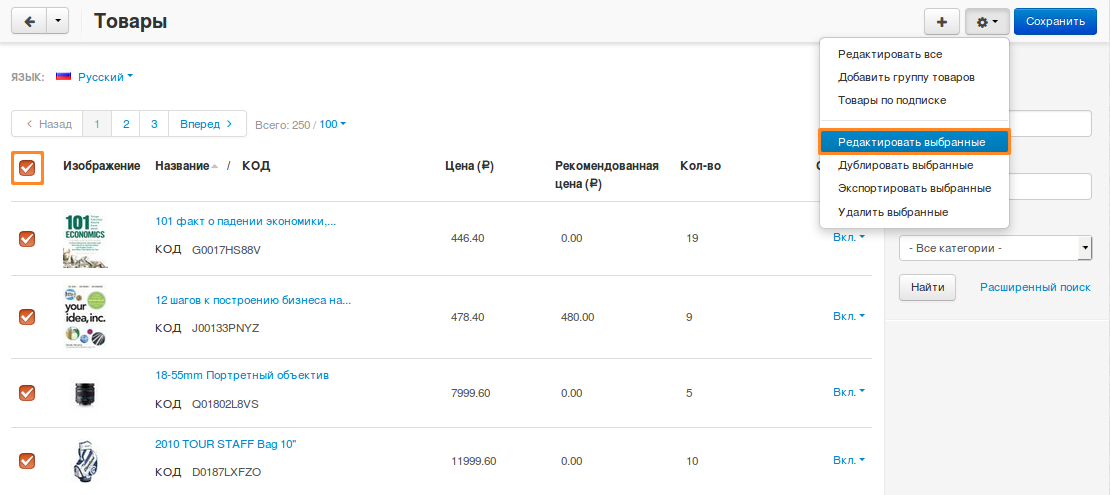 Товары
Сохранить
Редактировать все
Добавить группу товаров
Товары по подписке
Редактировать выбранные
Дублировать выбранные
Экспортировать выбранные
Удалить выбранные
ЯЗЫК: Русский
Назад 1 2 3 Вперед Всего: 250 / 100
Изображение Название / КОД Цена (₽) Рекомендованная цена (₽) Кол-во
101 ECONOMICS
101 факт о падении экономики,...
КОД G0017HS88V
446.40 0.00 19 Вкл.
your idea, inc.
12 шагов к построению бизнеса на...
КОД J00133PNYZ
478.40 480.00 9 Вкл.
18-55mm Портретный объектив
КОД Q01802L8VS
7999.60 0.00 5 Вкл.
2010 TOUR STAFF Bag 10"
КОД D0187LXFZO
11999.60 0.00 10 Вкл.
- Все категории -
Найти Расширенный поиск